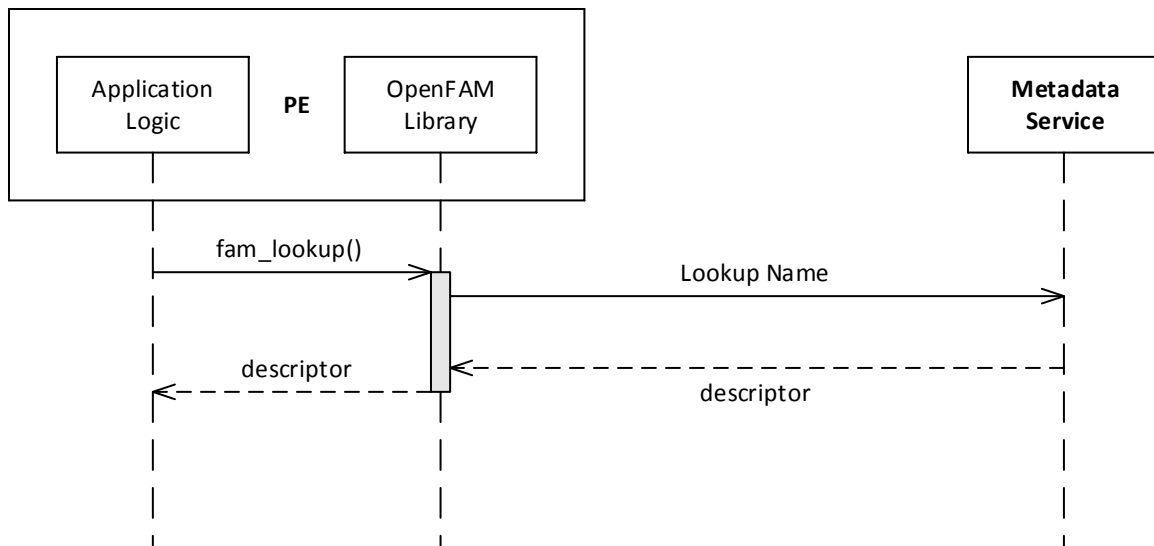 Application
Logic
PE
OpenFAM
Library
Metadata
Service
fam_lookup()
Lookup Name
descriptor
descriptor